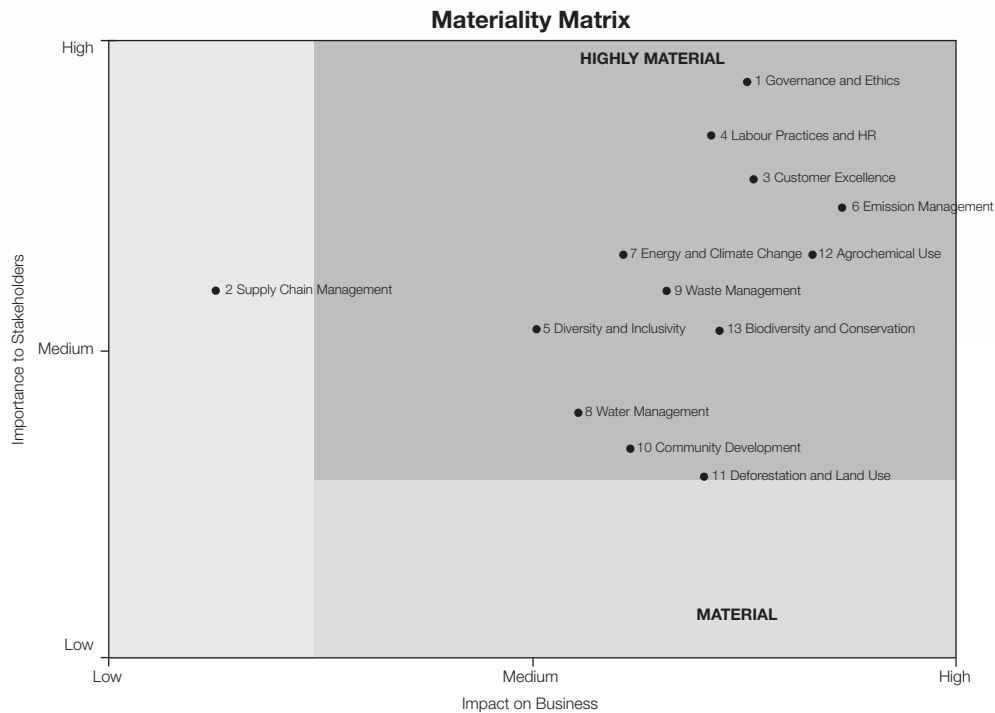 Materiality Matrix
High
HIGHLY MATERIAL
1 Governance and Ethics
4 Labour Practices and HR
3 Customer Excellence
6 Emission Management
7 Energy and Climate Change
12 Agrochemical Use
2 Supply Chain Management
9 Waste Management
5 Diversity and Inclusivity
13 Biodiversity and Conservation
Importance to Stakeholders
Medium
8 Water Management
10 Community Development
11 Deforestation and Land Use
MATERIAL
Low
Low
Medium
High
Impact on Business